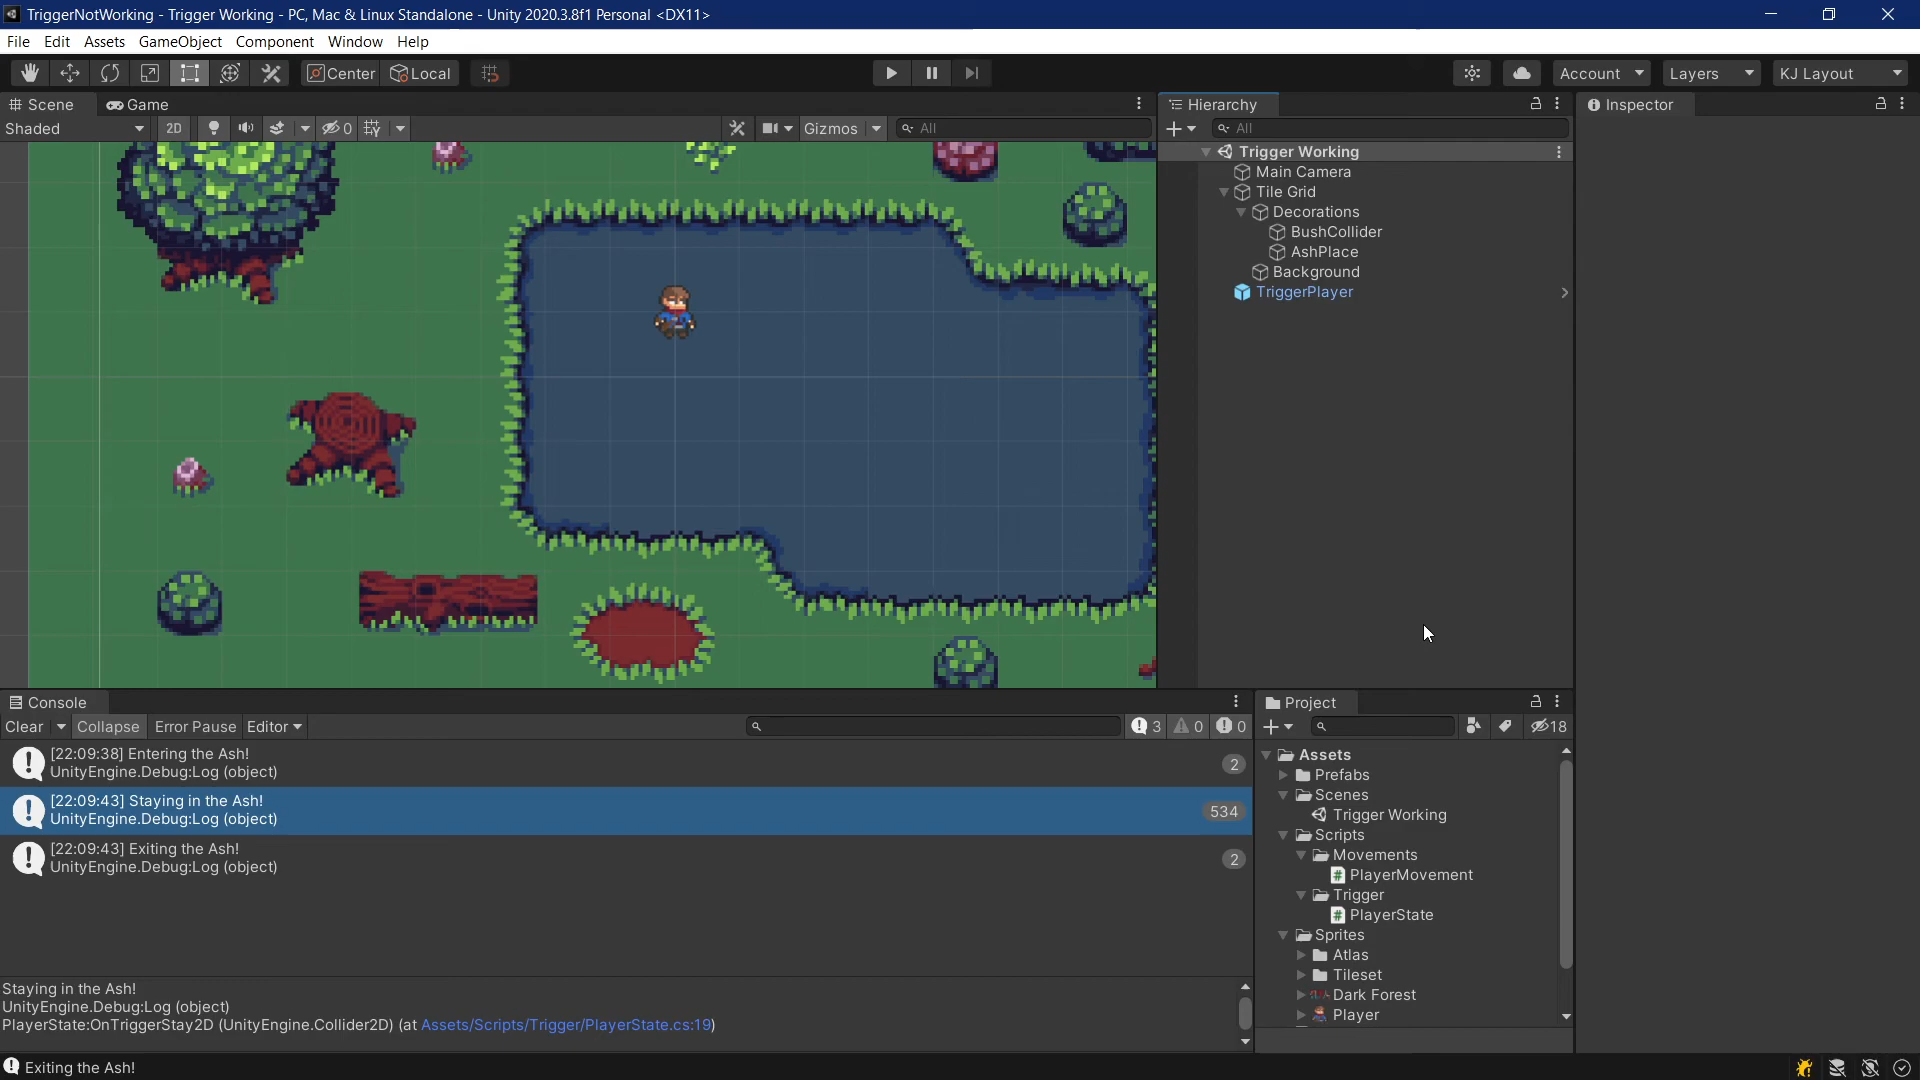 TriggerNotWorking - Trigger Working - PC, Mac & Linux Standalone - Unity 2020.3.8f1 Personal <DX11>
File Edit Assets GameObject Component Window Help
Center Local Account Layers KJ Layout
Scene Game
Shaded 2D 0 Gizmos All
Hierarchy
All
Trigger Working
Main Camera
Tile Grid
Decorations
BushCollider
AshPlace
Background
TriggerPlayer
Inspector
Console
Clear Collapse Error Pause Editor 3 0 0
[22:09:38] Entering the Ash!
UnityEngine.Debug:Log (object)
2
[22:09:43] Staying in the Ash!
UnityEngine.Debug:Log (object)
534
[22:09:43] Exiting the Ash!
UnityEngine.Debug:Log (object)
2
Staying in the Ash!
UnityEngine.Debug:Log (object)
PlayerState:OnTriggerStay2D (UnityEngine.Collider2D) (at Assets/Scripts/Trigger/PlayerState.cs:19)
Project
18
Assets
Prefabs
Scenes
Trigger Working
Scripts
Movements
PlayerMovement
Trigger
PlayerState
Sprites
Atlas
Tileset
Dark Forest
Player
Exiting the Ash!